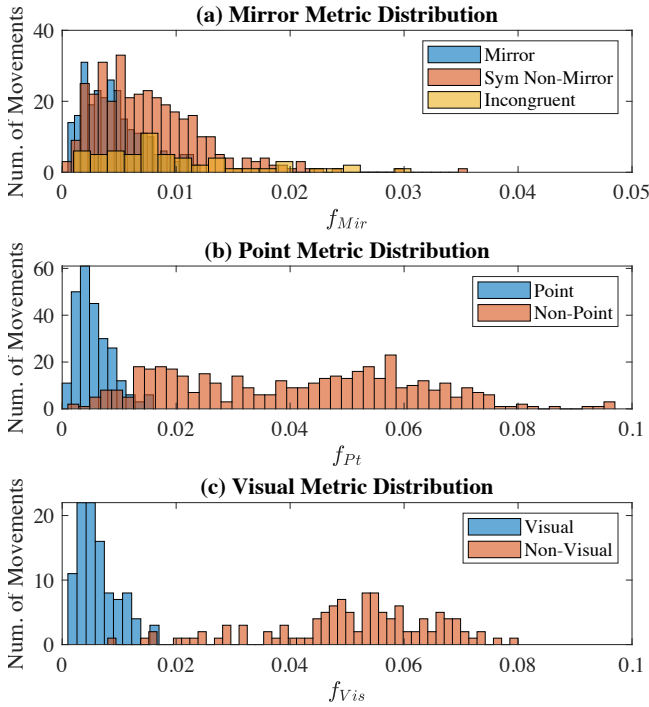 (a) Mirror Metric Distribution
Num. of Movements
40
20
0
Mirror
Sym Non-Mirror
Incongruent
0 0.01 0.02 0.03 0.04 0.05
f_Mir
(b) Point Metric Distribution
Num. of Movements
60
40
20
0
Point
Non-Point
0 0.02 0.04 0.06 0.08 0.1
f_Pt
(c) Visual Metric Distribution
Num. of Movements
20
10
0
Visual
Non-Visual
0 0.02 0.04 0.06 0.08 0.1
f_Vis